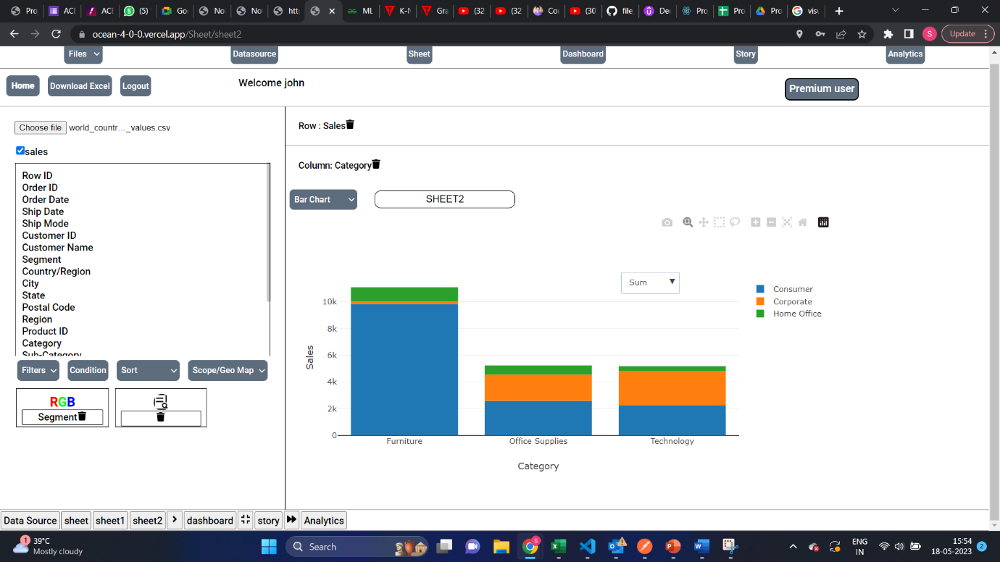 Pro
ACI
ACI
(5)
Goo
No
No
htt
ML
K-N
Gra
(32
(32
Coo
(30
file
Dec
Pro
Pro
Pro
visu
ocean-4-0-0.vercel.app/Sheet/sheet2
S
Update
Files
Datasource
Sheet
Dashboard
Story
Analytics
Home
Download Excel
Logout
Welcome john
Premium user
Choose file world_countr..._values.csv
sales
Row ID
Order ID
Order Date
Ship Date
Ship Mode
Customer ID
Customer Name
Segment
Country/Region
City
State
Postal Code
Region
Product ID
Category
Sub-Category
Filters
Condition
Sort
Scope/Geo Map
RGB
Segment
Row : Sales
Column: Category
Bar Chart
SHEET2
Sum
Consumer
Corporate
Home Office
10k
8k
6k
4k
2k
0
Sales
Furniture
Office Supplies
Technology
Category
Data Source
sheet
sheet1
sheet2
dashboard
story
Analytics
1
39°C
Mostly cloudy
Search
ENG
IN
15:54
18-05-2023
2